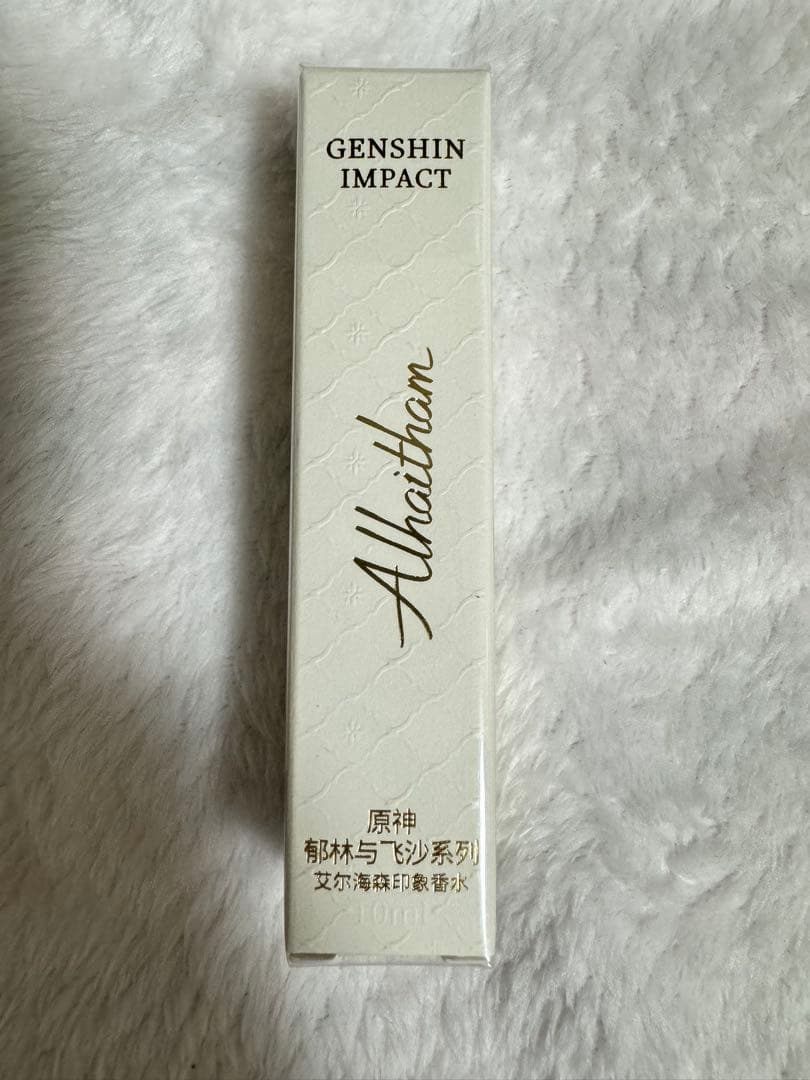 GENSHIN
IMPACT
Alhaitham
原神
郁林与飞沙系列
艾尔海森印象香水
10ml